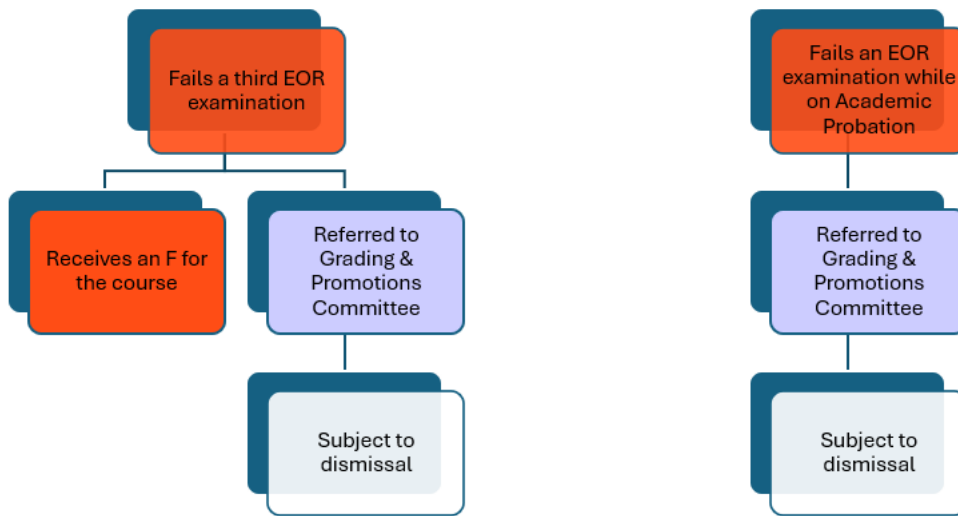 Fails a third EOR
examination
Receives an F for
the course
Referred to
Grading &
Promotions
Committee
Subject to
dismissal
Fails an EOR
examination while
on Academic
Probation
Referred to
Grading &
Promotions
Committee
Subject to
dismissal